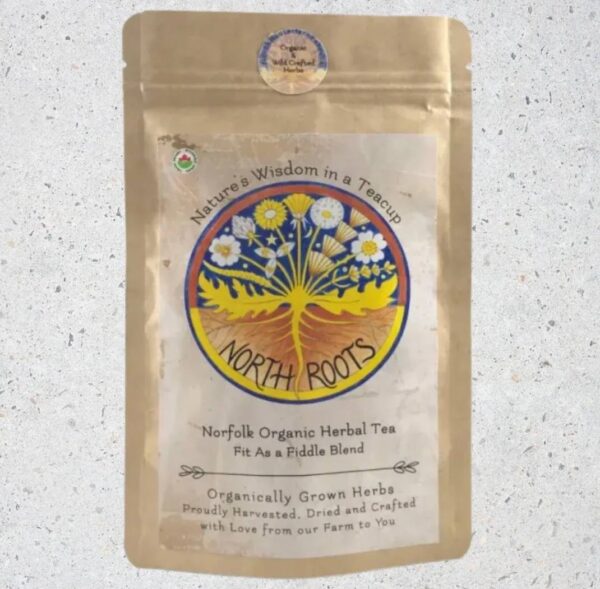 Organic
&
Wild Crafted
Herbs
Nature's Wisdom in a Teacup
NORTH ROOTS
Norfolk Organic Herbal Tea
Fit As a Fiddle Blend
Organically Grown Herbs
Proudly Harvested, Dried and Crafted
with Love from our Farm to You